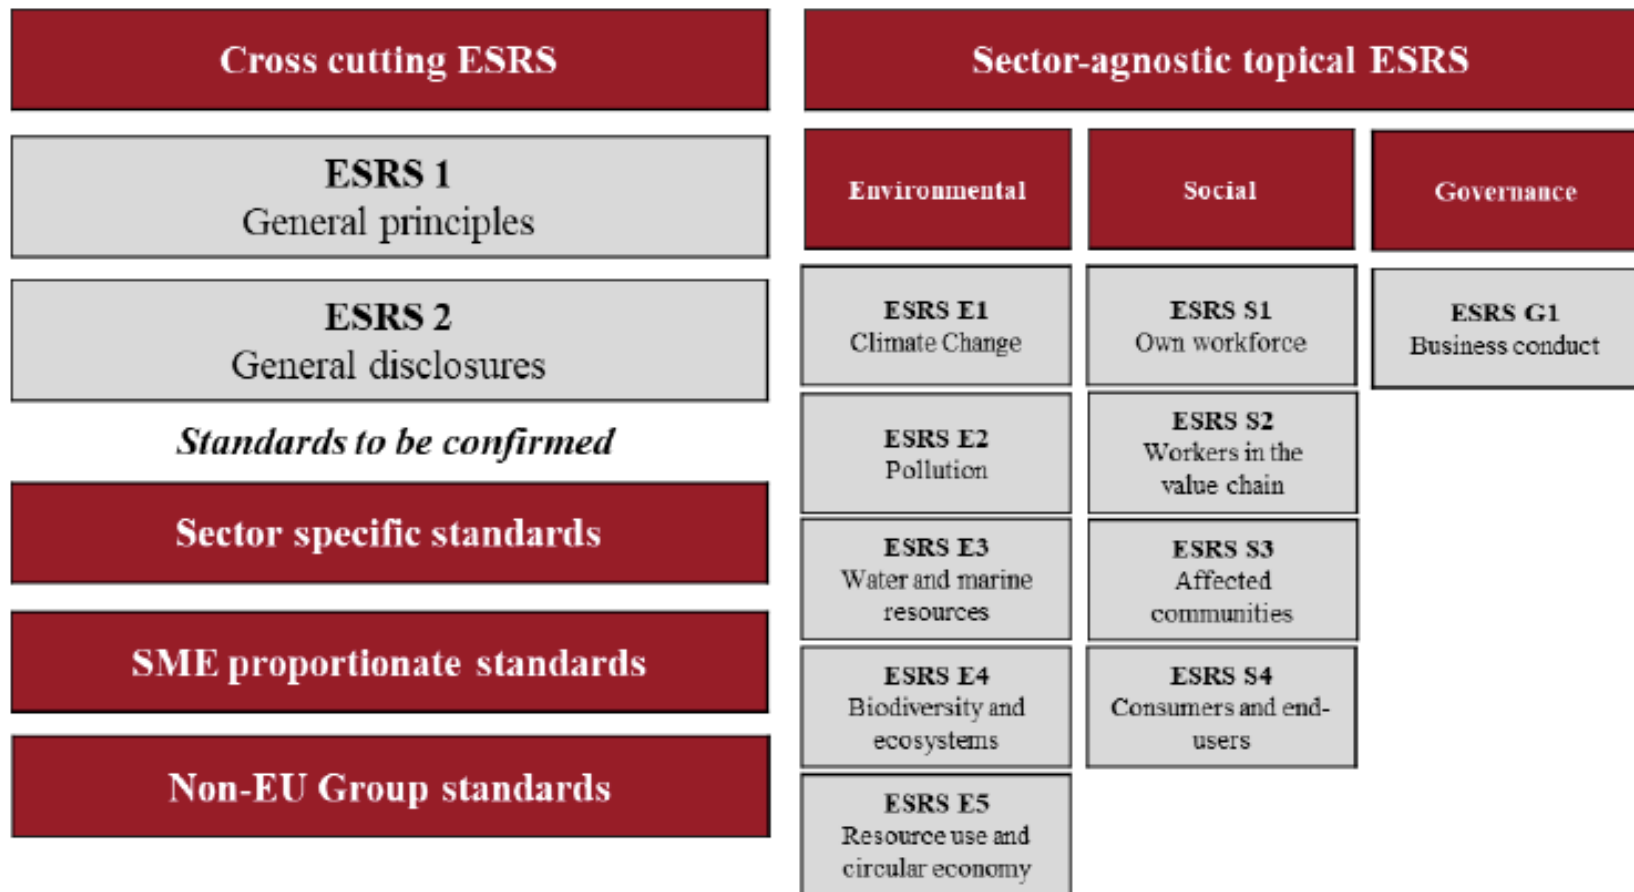 Cross cutting ESRS
ESRS 1
General principles
ESRS 2
General disclosures
Standards to be confirmed
Sector specific standards
SME proportionate standards
Non-EU Group standards
Sector-agnostic topical ESRS
Environmental
Social
Governance
ESRS E1
Climate Change
ESRS S1
Own workforce
ESRS G1
Business conduct
ESRS E2
Pollution
ESRS S2
Workers in the
value chain
ESRS E3
Water and marine
resources
ESRS S3
Affected
communities
ESRS E4
Biodiversity and
ecosystems
ESRS S4
Consumers and end-
users
ESRS E5
Resource use and
circular economy